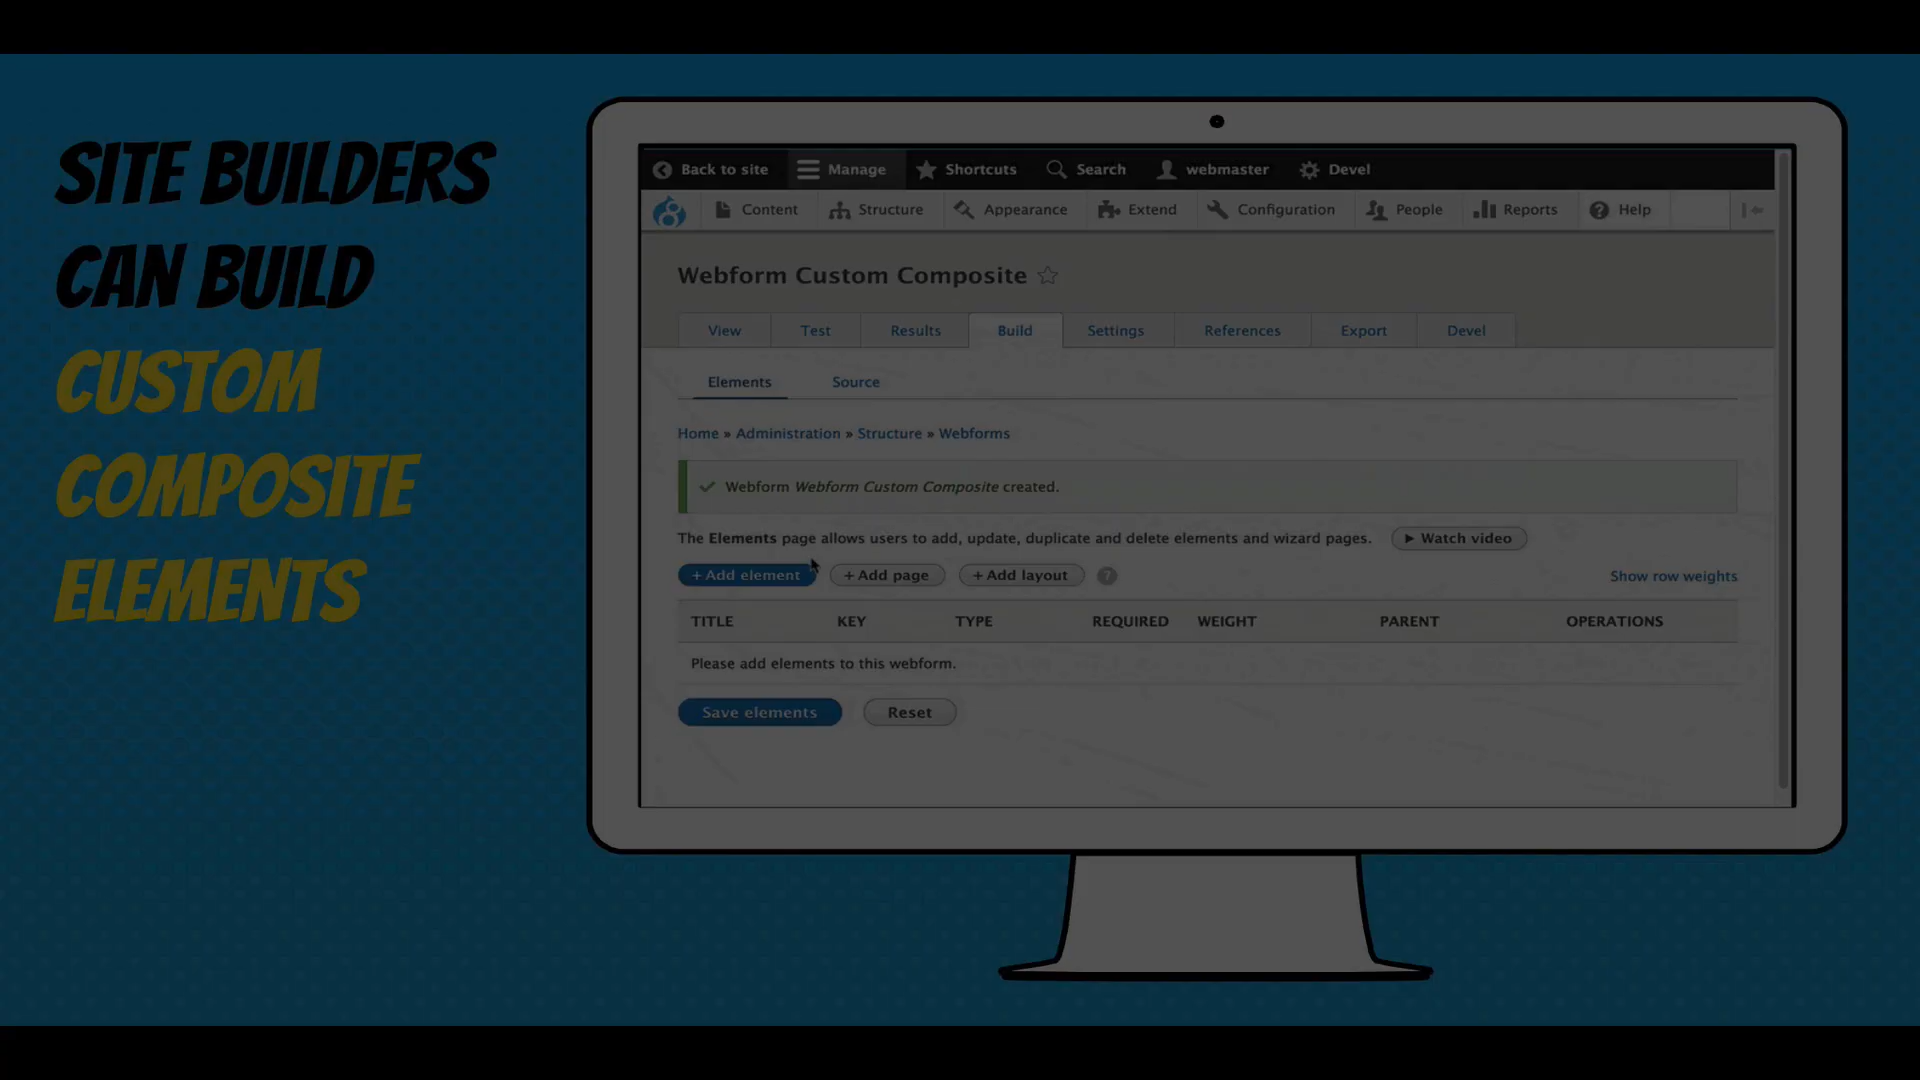 SITE BUILDERS
CAN BUILD
CUSTOM
COMPOSITE
ELEMENTS
Back to site Manage Shortcuts Search webmaster Devel
Content Structure Appearance Extend Configuration People Reports Help
Webform Custom Composite
View Test Results Build Settings References Export Devel
Elements Source
Home » Administration » Structure » Webforms
Webform Webform Custom Composite created.
The Elements page allows users to add, update, duplicate and delete elements and wizard pages. Watch video
+ Add element + Add page + Add layout ? Show row weights
TITLE KEY TYPE REQUIRED WEIGHT PARENT OPERATIONS
Please add elements to this webform.
Save elements Reset